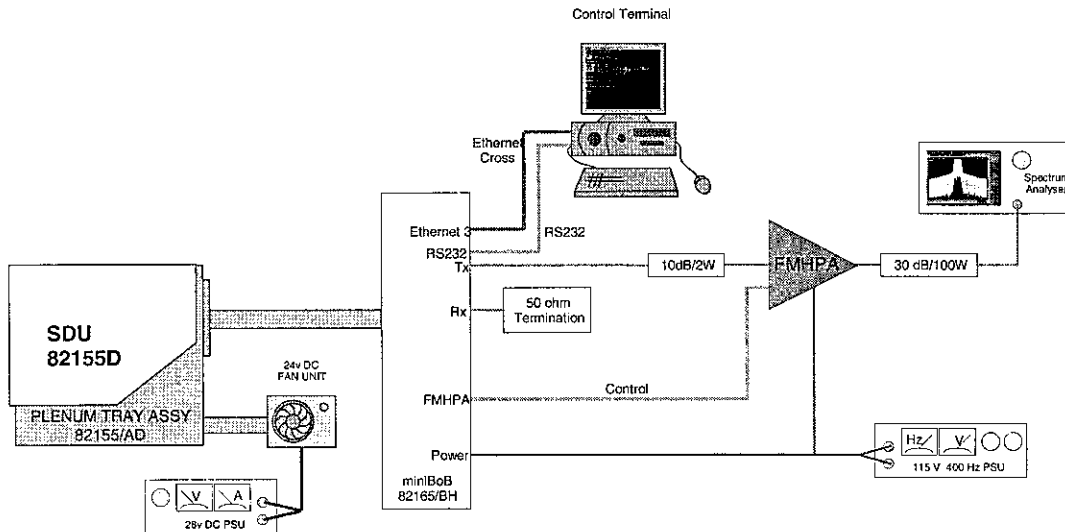 Control Terminal
Ethernet
Cross
Spectrum
Analyser
Ethernet 3
RS232
RS232
Tx
10dB/2W
FMHPA
30 dB/100W
Rx
50 ohm
Termination
SDU
82155D
24v DC
FAN UNIT
PLENUM TRAY ASSY
82155/AD
FMHPA
Control
Power
Hz
V
115 V 400 Hz PSU
miniBoB
82165/BH
V
A
28v DC PSU